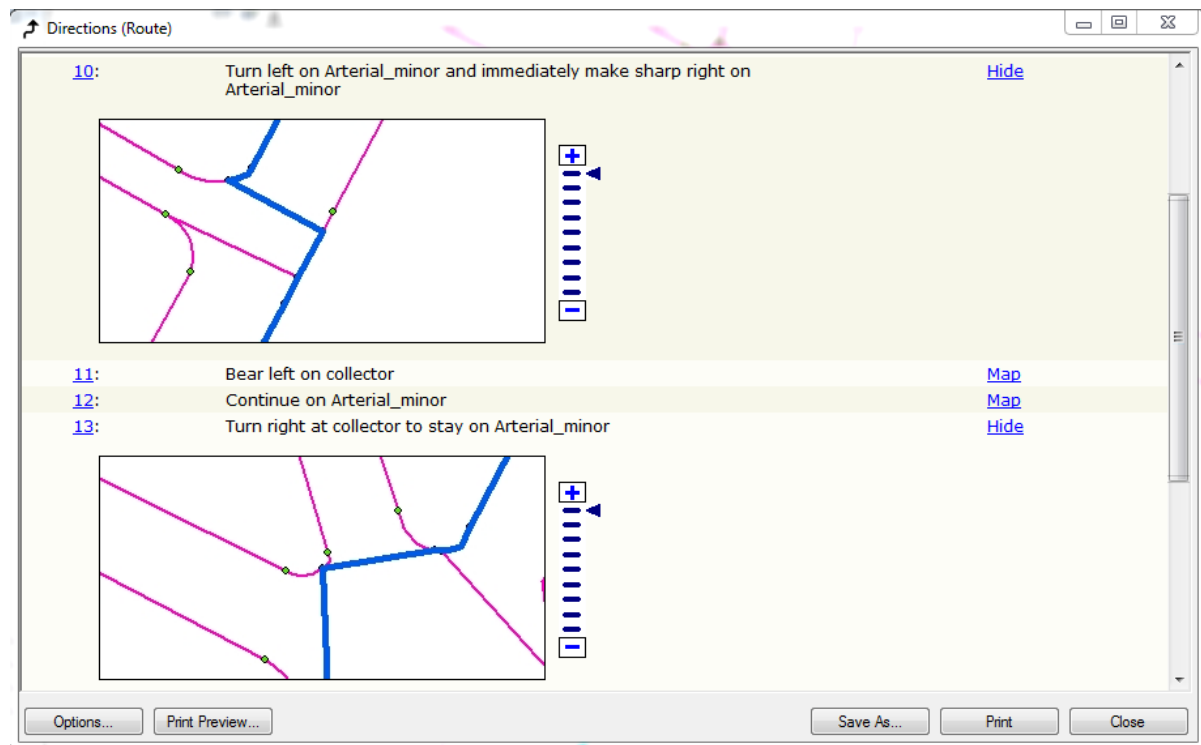 Directions (Route)
10: Turn left on Arterial_minor and immediately make sharp right on Hide
Arterial_minor
11: Bear left on collector Map
12: Continue on Arterial_minor Map
13: Turn right at collector to stay on Arterial_minor Hide
Options... Print Preview... Save As... Print Close